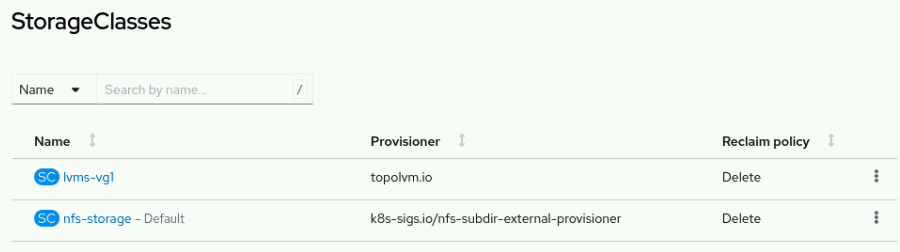 StorageClasses
Name Search by name... /
Name Provisioner Reclaim policy
SC lvms-vg1 topolvm.io Delete
SC nfs-storage – Default k8s-sigs.io/nfs-subdir-external-provisioner Delete